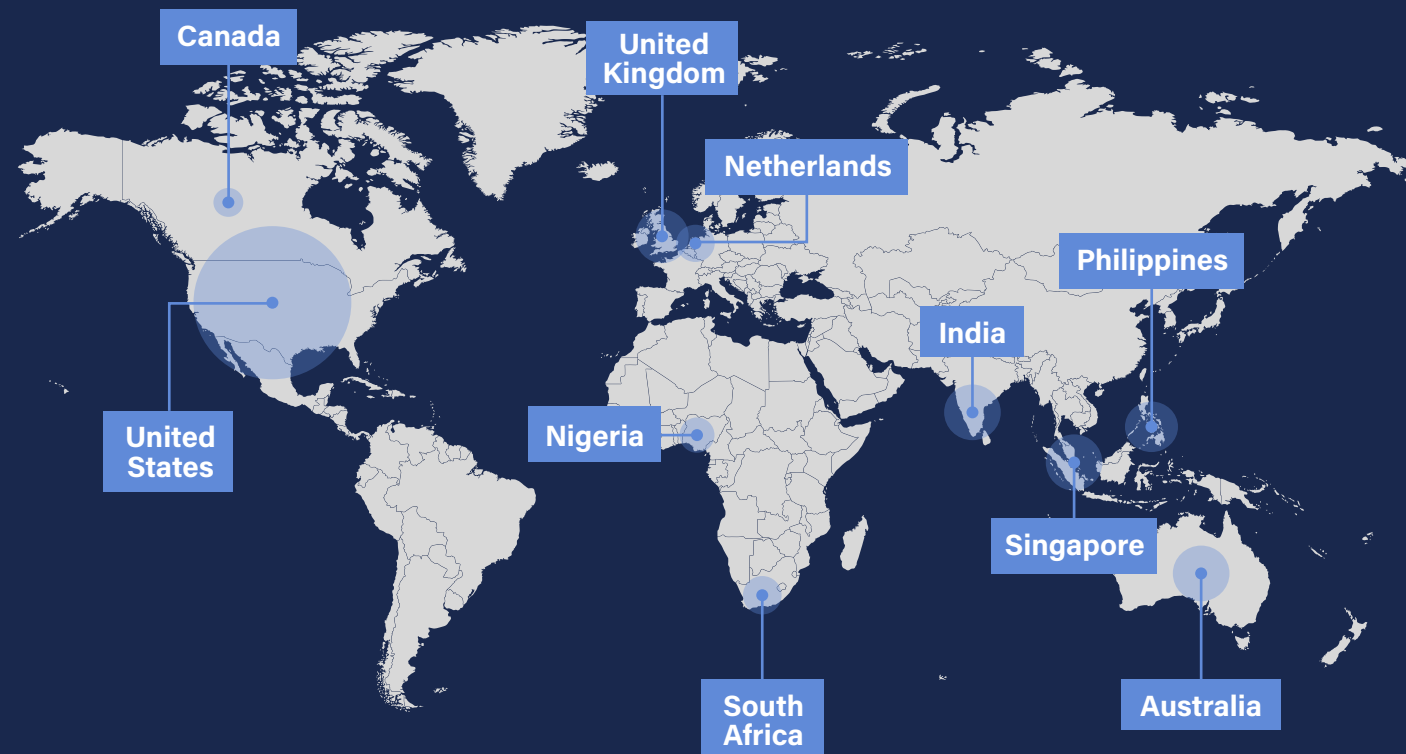 Canada
United
Kingdom
Netherlands
Philippines
India
United
States
Nigeria
Singapore
South
Africa
Australia